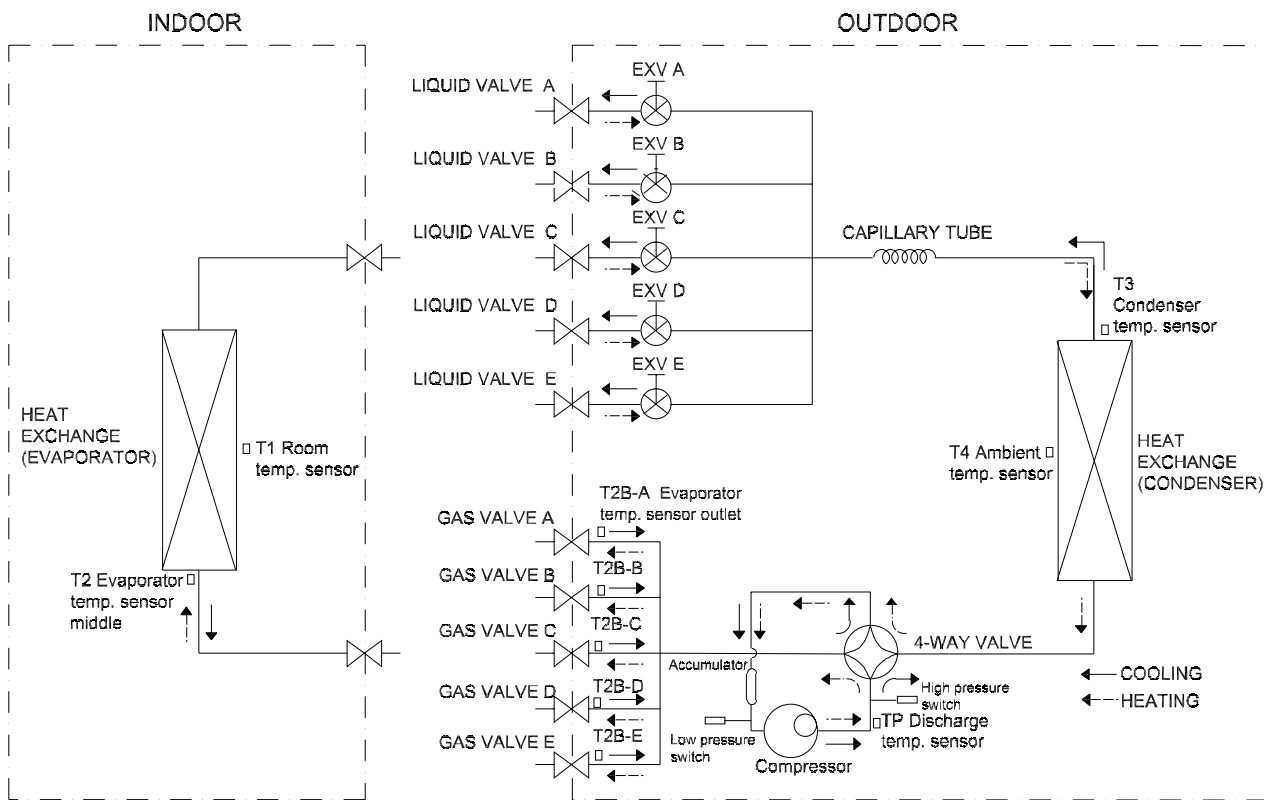 INDOOR
OUTDOOR
LIQUID VALVE A
EXV A
LIQUID VALVE B
EXV B
LIQUID VALVE C
EXV C
CAPILLARY TUBE
LIQUID VALVE D
EXV D
T3
Condenser
temp. sensor
LIQUID VALVE E
EXV E
HEAT
EXCHANGE
(EVAPORATOR)
T1 Room
temp. sensor
T4 Ambient
temp. sensor
HEAT
EXCHANGE
(CONDENSER)
T2 Evaporator
temp. sensor
middle
GAS VALVE A
T2B-A Evaporator
temp. sensor outlet
GAS VALVE B
T2B-B
GAS VALVE C
T2B-C
GAS VALVE D
T2B-D
GAS VALVE E
T2B-E
Accumulator
4-WAY VALVE
High pressure
switch
Low pressure
switch
TP Discharge
temp. sensor
Compressor
COOLING
HEATING